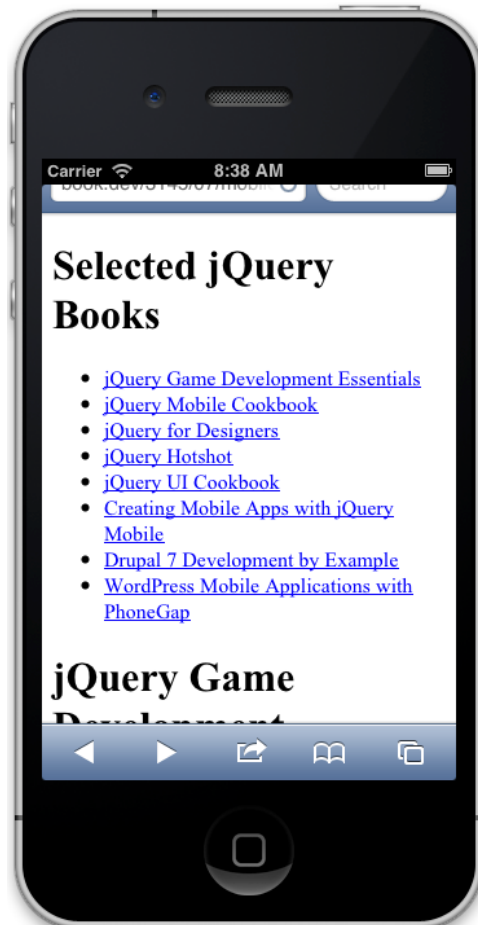 Carrier 8:38 AM
Search
Selected jQuery
Books
jQuery Game Development Essentials
jQuery Mobile Cookbook
jQuery for Designers
jQuery Hotshot
jQuery UI Cookbook
Creating Mobile Apps with jQuery
Mobile
Drupal 7 Development by Example
WordPress Mobile Applications with
PhoneGap
jQuery Game
Development